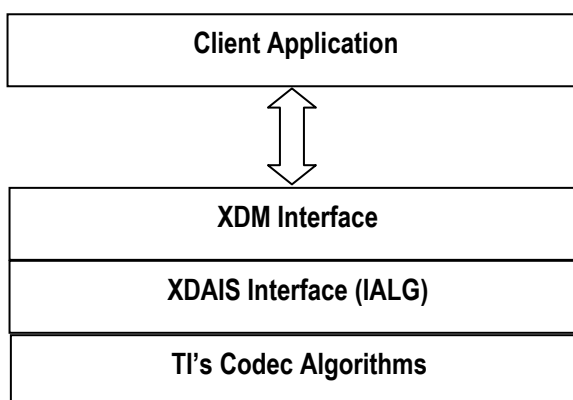 Client Application
XDM Interface
XDAIS Interface (IALG)
TI's Codec Algorithms